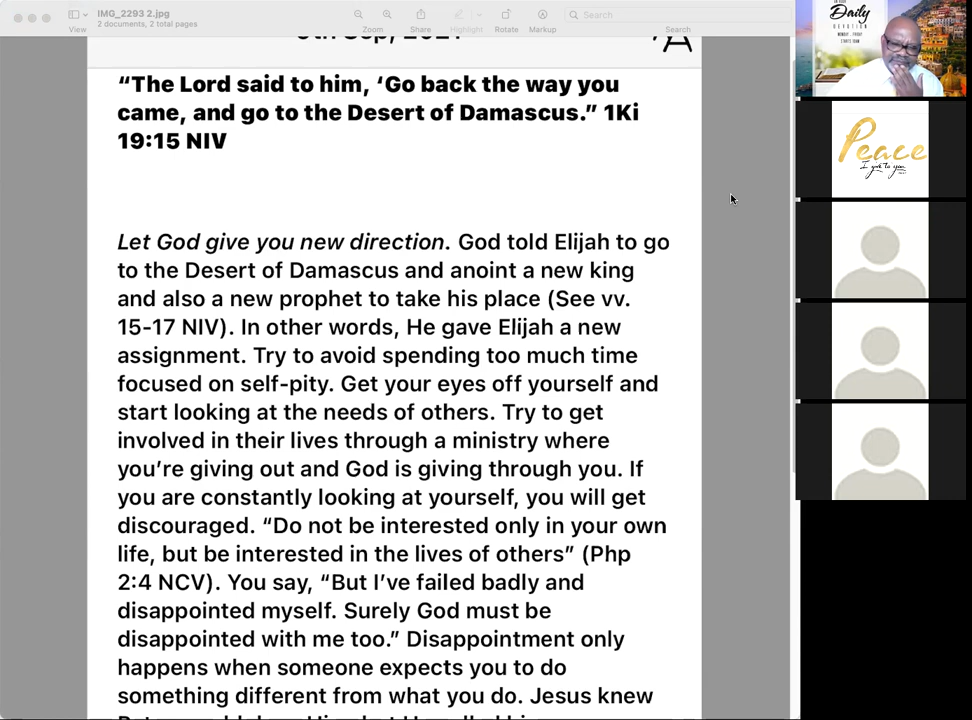 IMG_2293 2.jpg
2 documents, 2 total pages
View
Zoom
Share
Highlight
Rotate
Markup
Search
Search
“The Lord said to him, ‘Go back the way you
came, and go to the Desert of Damascus.” 1Ki
19:15 NIV
Let God give you new direction. God told Elijah to go
to the Desert of Damascus and anoint a new king
and also a new prophet to take his place (See vv.
15-17 NIV). In other words, He gave Elijah a new
assignment. Try to avoid spending too much time
focused on self-pity. Get your eyes off yourself and
start looking at the needs of others. Try to get
involved in their lives through a ministry where
you’re giving out and God is giving through you. If
you are constantly looking at yourself, you will get
discouraged. “Do not be interested only in your own
life, but be interested in the lives of others” (Php
2:4 NCV). You say, “But I’ve failed badly and
disappointed myself. Surely God must be
disappointed with me too.” Disappointment only
happens when someone expects you to do
something different from what you do. Jesus knew
Daily
DEVOTION
Peace
I give to you